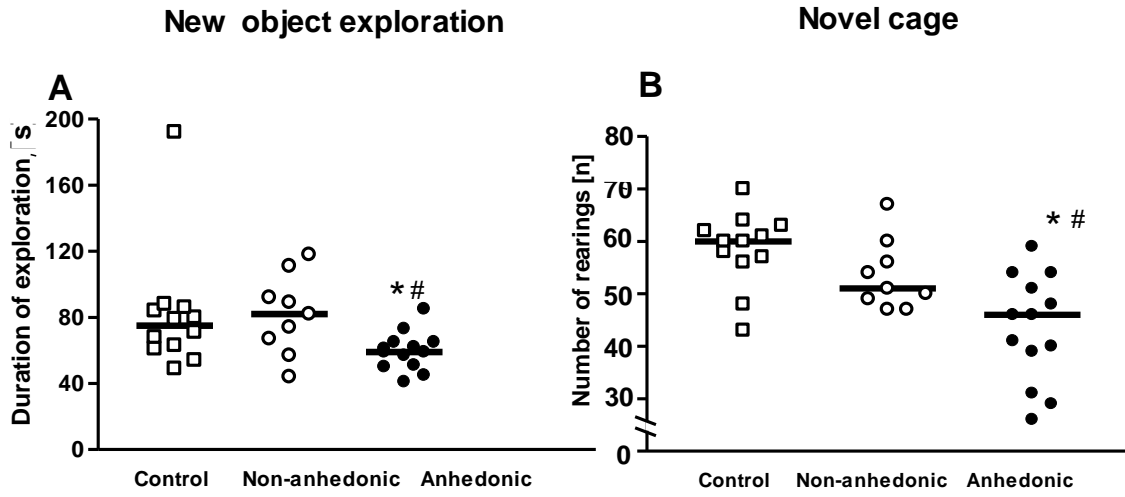 New object exploration
Novel cage
A
Duration of exploration, [s
200
160
120
80
40
0
* #
Control Non-anhedonic Anhedonic
B
Number of rearings [n]
80
70
60
50
40
30
0
* #
Control Non-anhedonic Anhedonic